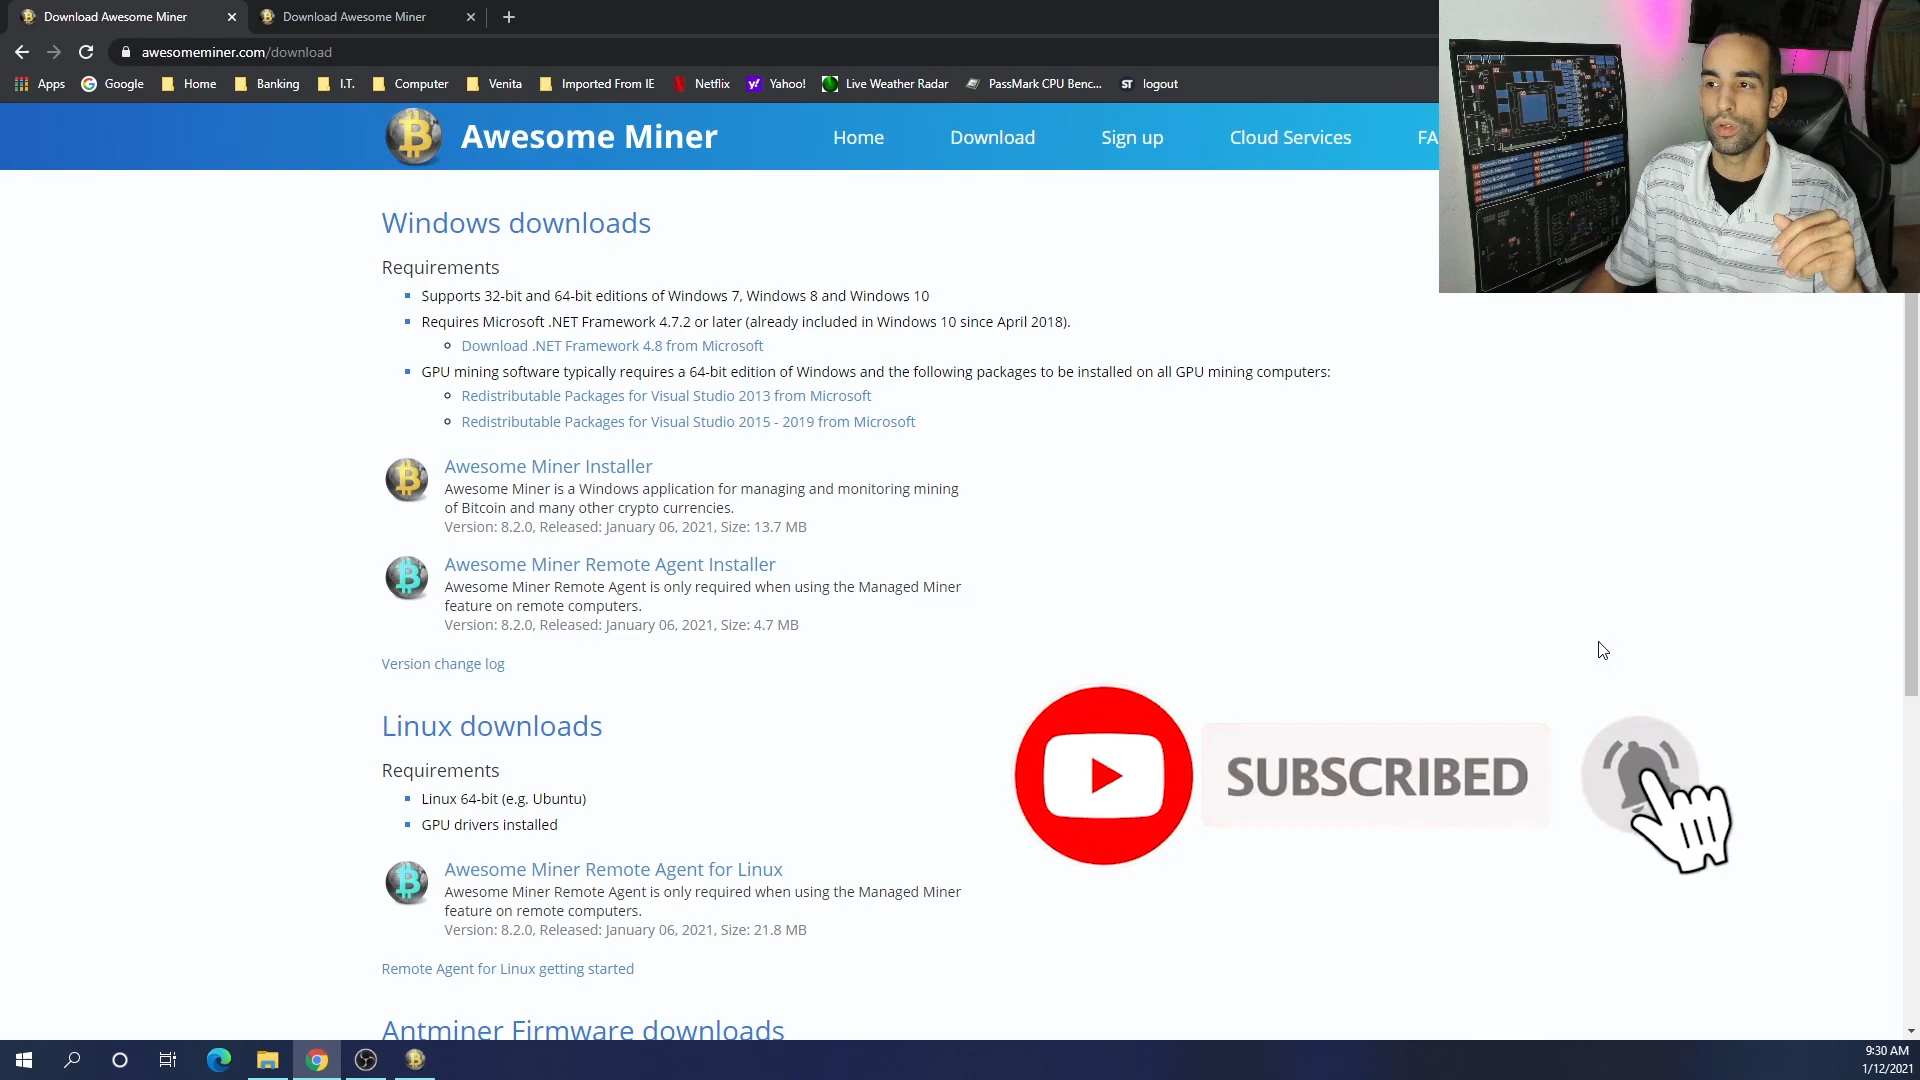 Download Awesome Miner
Download Awesome Miner
awesomeminer.com/download
Apps
Google
Home
Banking
I.T.
Computer
Venita
Imported From IE
Netflix
Yahoo!
Live Weather Radar
PassMark CPU Benc...
ST
logout
Awesome Miner
Home
Download
Sign up
Cloud Services
FA
Windows downloads
Requirements
Supports 32-bit and 64-bit editions of Windows 7, Windows 8 and Windows 10
Requires Microsoft .NET Framework 4.7.2 or later (already included in Windows 10 since April 2018).
Download .NET Framework 4.8 from Microsoft
GPU mining software typically requires a 64-bit edition of Windows and the following packages to be installed on all GPU mining computers:
Redistributable Packages for Visual Studio 2013 from Microsoft
Redistributable Packages for Visual Studio 2015 - 2019 from Microsoft
Awesome Miner Installer
Awesome Miner is a Windows application for managing and monitoring mining
of Bitcoin and many other crypto currencies.
Version: 8.2.0, Released: January 06, 2021, Size: 13.7 MB
Awesome Miner Remote Agent Installer
Awesome Miner Remote Agent is only required when using the Managed Miner
feature on remote computers.
Version: 8.2.0, Released: January 06, 2021, Size: 4.7 MB
Version change log
Linux downloads
Requirements
Linux 64-bit (e.g. Ubuntu)
GPU drivers installed
SUBSCRIBED
Awesome Miner Remote Agent for Linux
Awesome Miner Remote Agent is only required when using the Managed Miner
feature on remote computers.
Version: 8.2.0, Released: January 06, 2021, Size: 21.8 MB
Remote Agent for Linux getting started
Antminer Firmware downloads
9:30 AM
1/12/2021